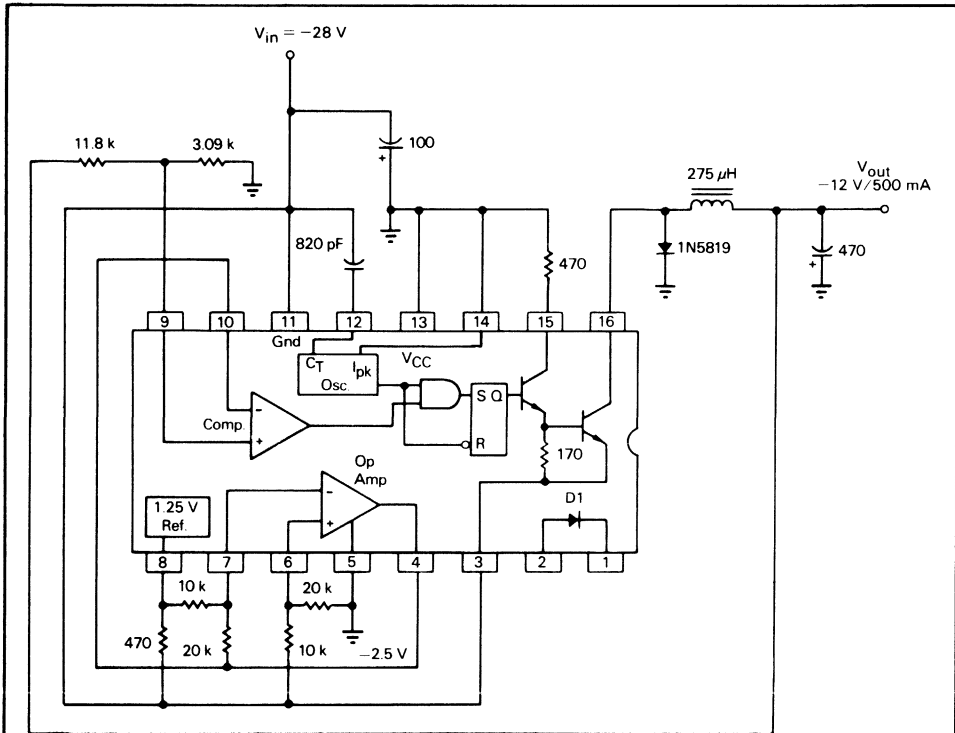 V_in = −28 V
11.8 k
3.09 k
100
+
275 μH
V_out
−12 V/500 mA
820 pF
470
1N5819
470
+
9
10
11
12
13
14
15
16
Gnd
C_T
I_pk
Osc.
V_CC
Comp.
−
+
S Q
R
170
Op
Amp
−
+
D1
1.25 V
Ref.
8
7
6
5
4
3
2
1
10 k
20 k
470
20 k
10 k
−2.5 V